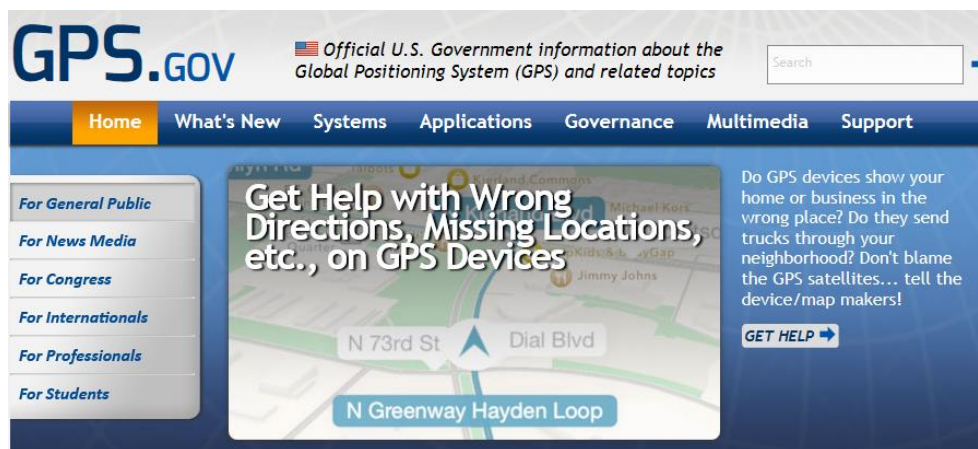 GPS.GOV
Official U.S. Government information about the
Global Positioning System (GPS) and related topics
Search
Home What's New Systems Applications Governance Multimedia Support
For General Public
For News Media
For Congress
For Internationals
For Professionals
For Students
Talbots
Kierland Commons
Get Help with Wrong
Directions, Missing Locations,
etc., on GPS Devices
Michael Kors
Quarter
Jimmy Johns
N 73rd St
Dial Blvd
N Greenway Hayden Loop
Do GPS devices show your
home or business in the
wrong place? Do they send
trucks through your
neighborhood? Don't blame
the GPS satellites... tell the
device/map makers!
GET HELP